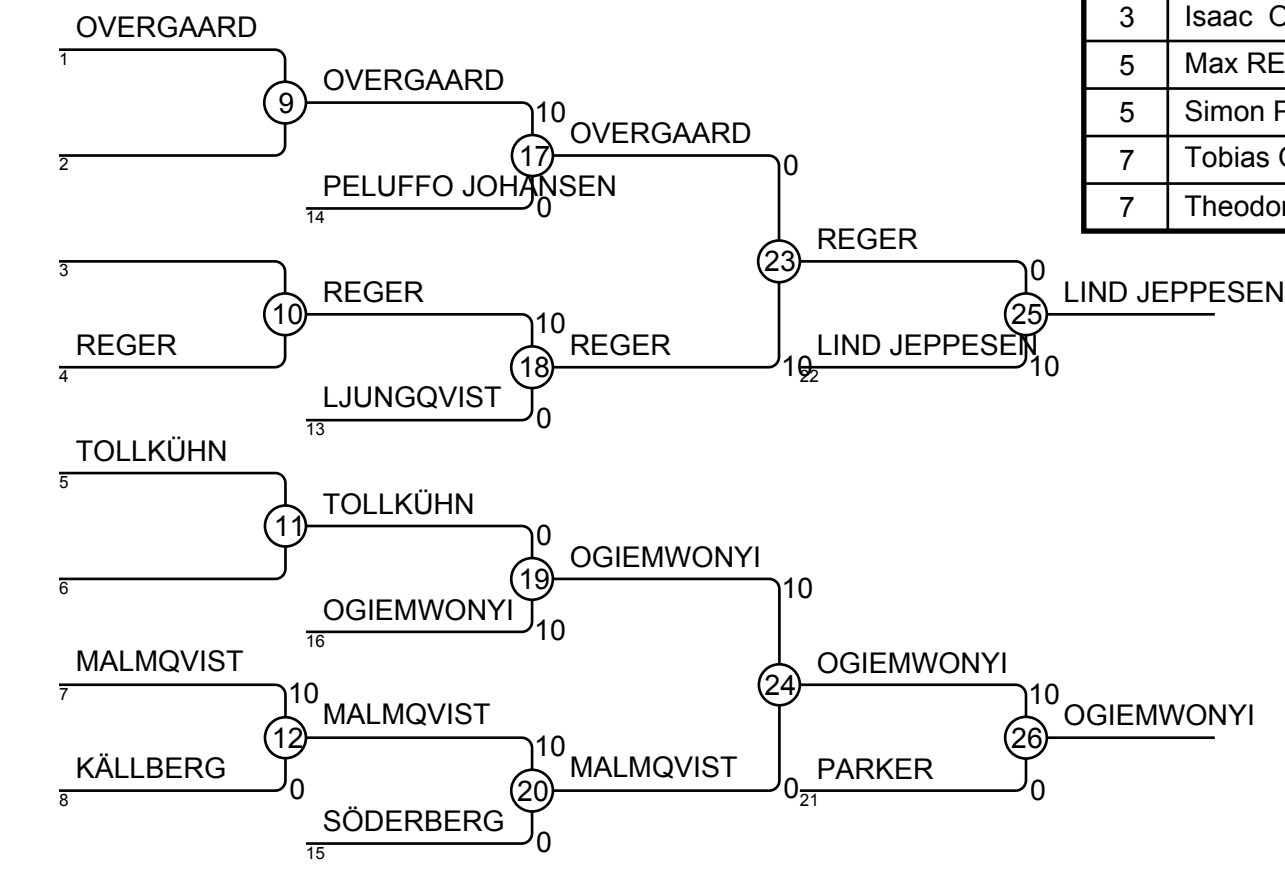 OVERGAARD
1
9
OVERGAARD
2
10
17
OVERGAARD
PELUFFO JOHANSEN
14
0
0
3
10
REGER
REGER
4
10
18
REGER
LJUNGQVIST
13
0
10
23
REGER
0
LIND JEPPESEN
22
25
10
LIND JEPPESEN
TOLLKÜHN
5
11
TOLLKÜHN
6
0
19
OGIEMWONYI
OGIEMWONYI
16
10
10
MALMQVIST
7
10
12
MALMQVIST
KÄLLBERG
8
0
10
20
MALMQVIST
SÖDERBERG
15
0
0
24
OGIEMWONYI
10
PARKER
21
26
0
OGIEMWONYI
3 Isaac
5 Max RE
5 Simon
7 Tobias
7 Theodor